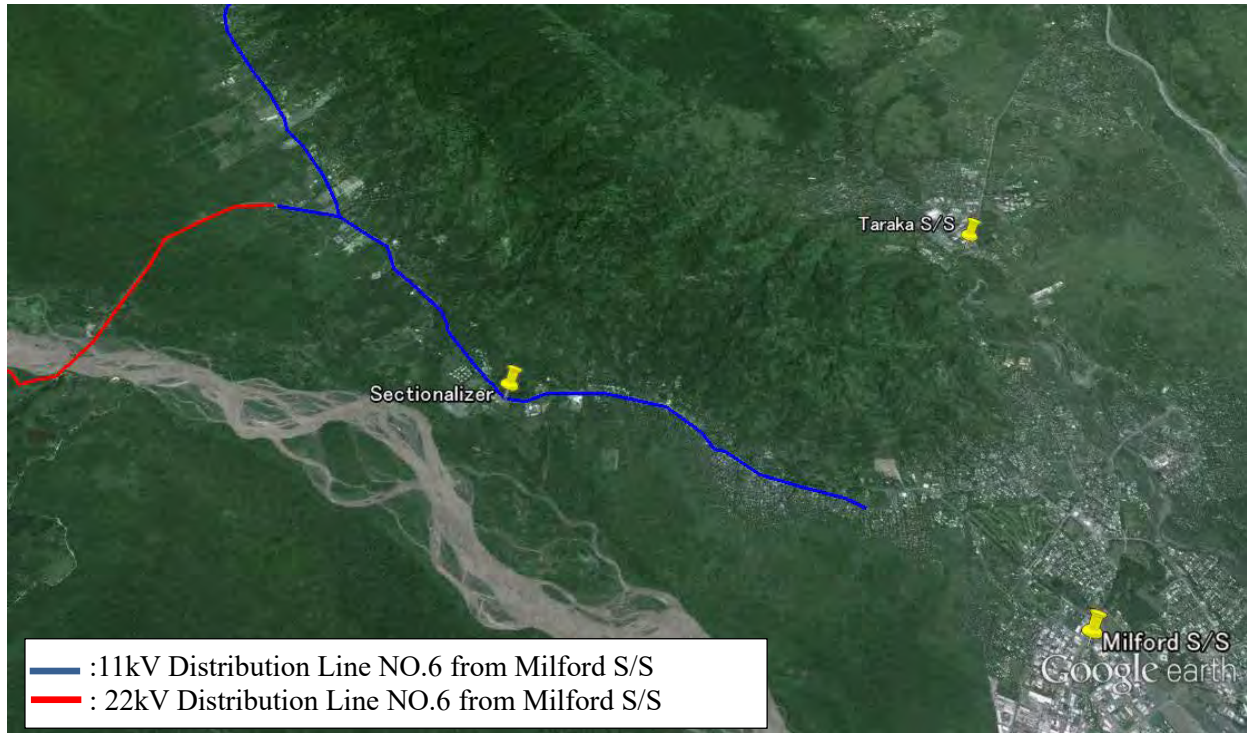 Taraka S/S
Sectionalizer
Milford S/S
Google earth
:11kV Distribution Line NO.6 from Milford S/S
: 22kV Distribution Line NO.6 from Milford S/S